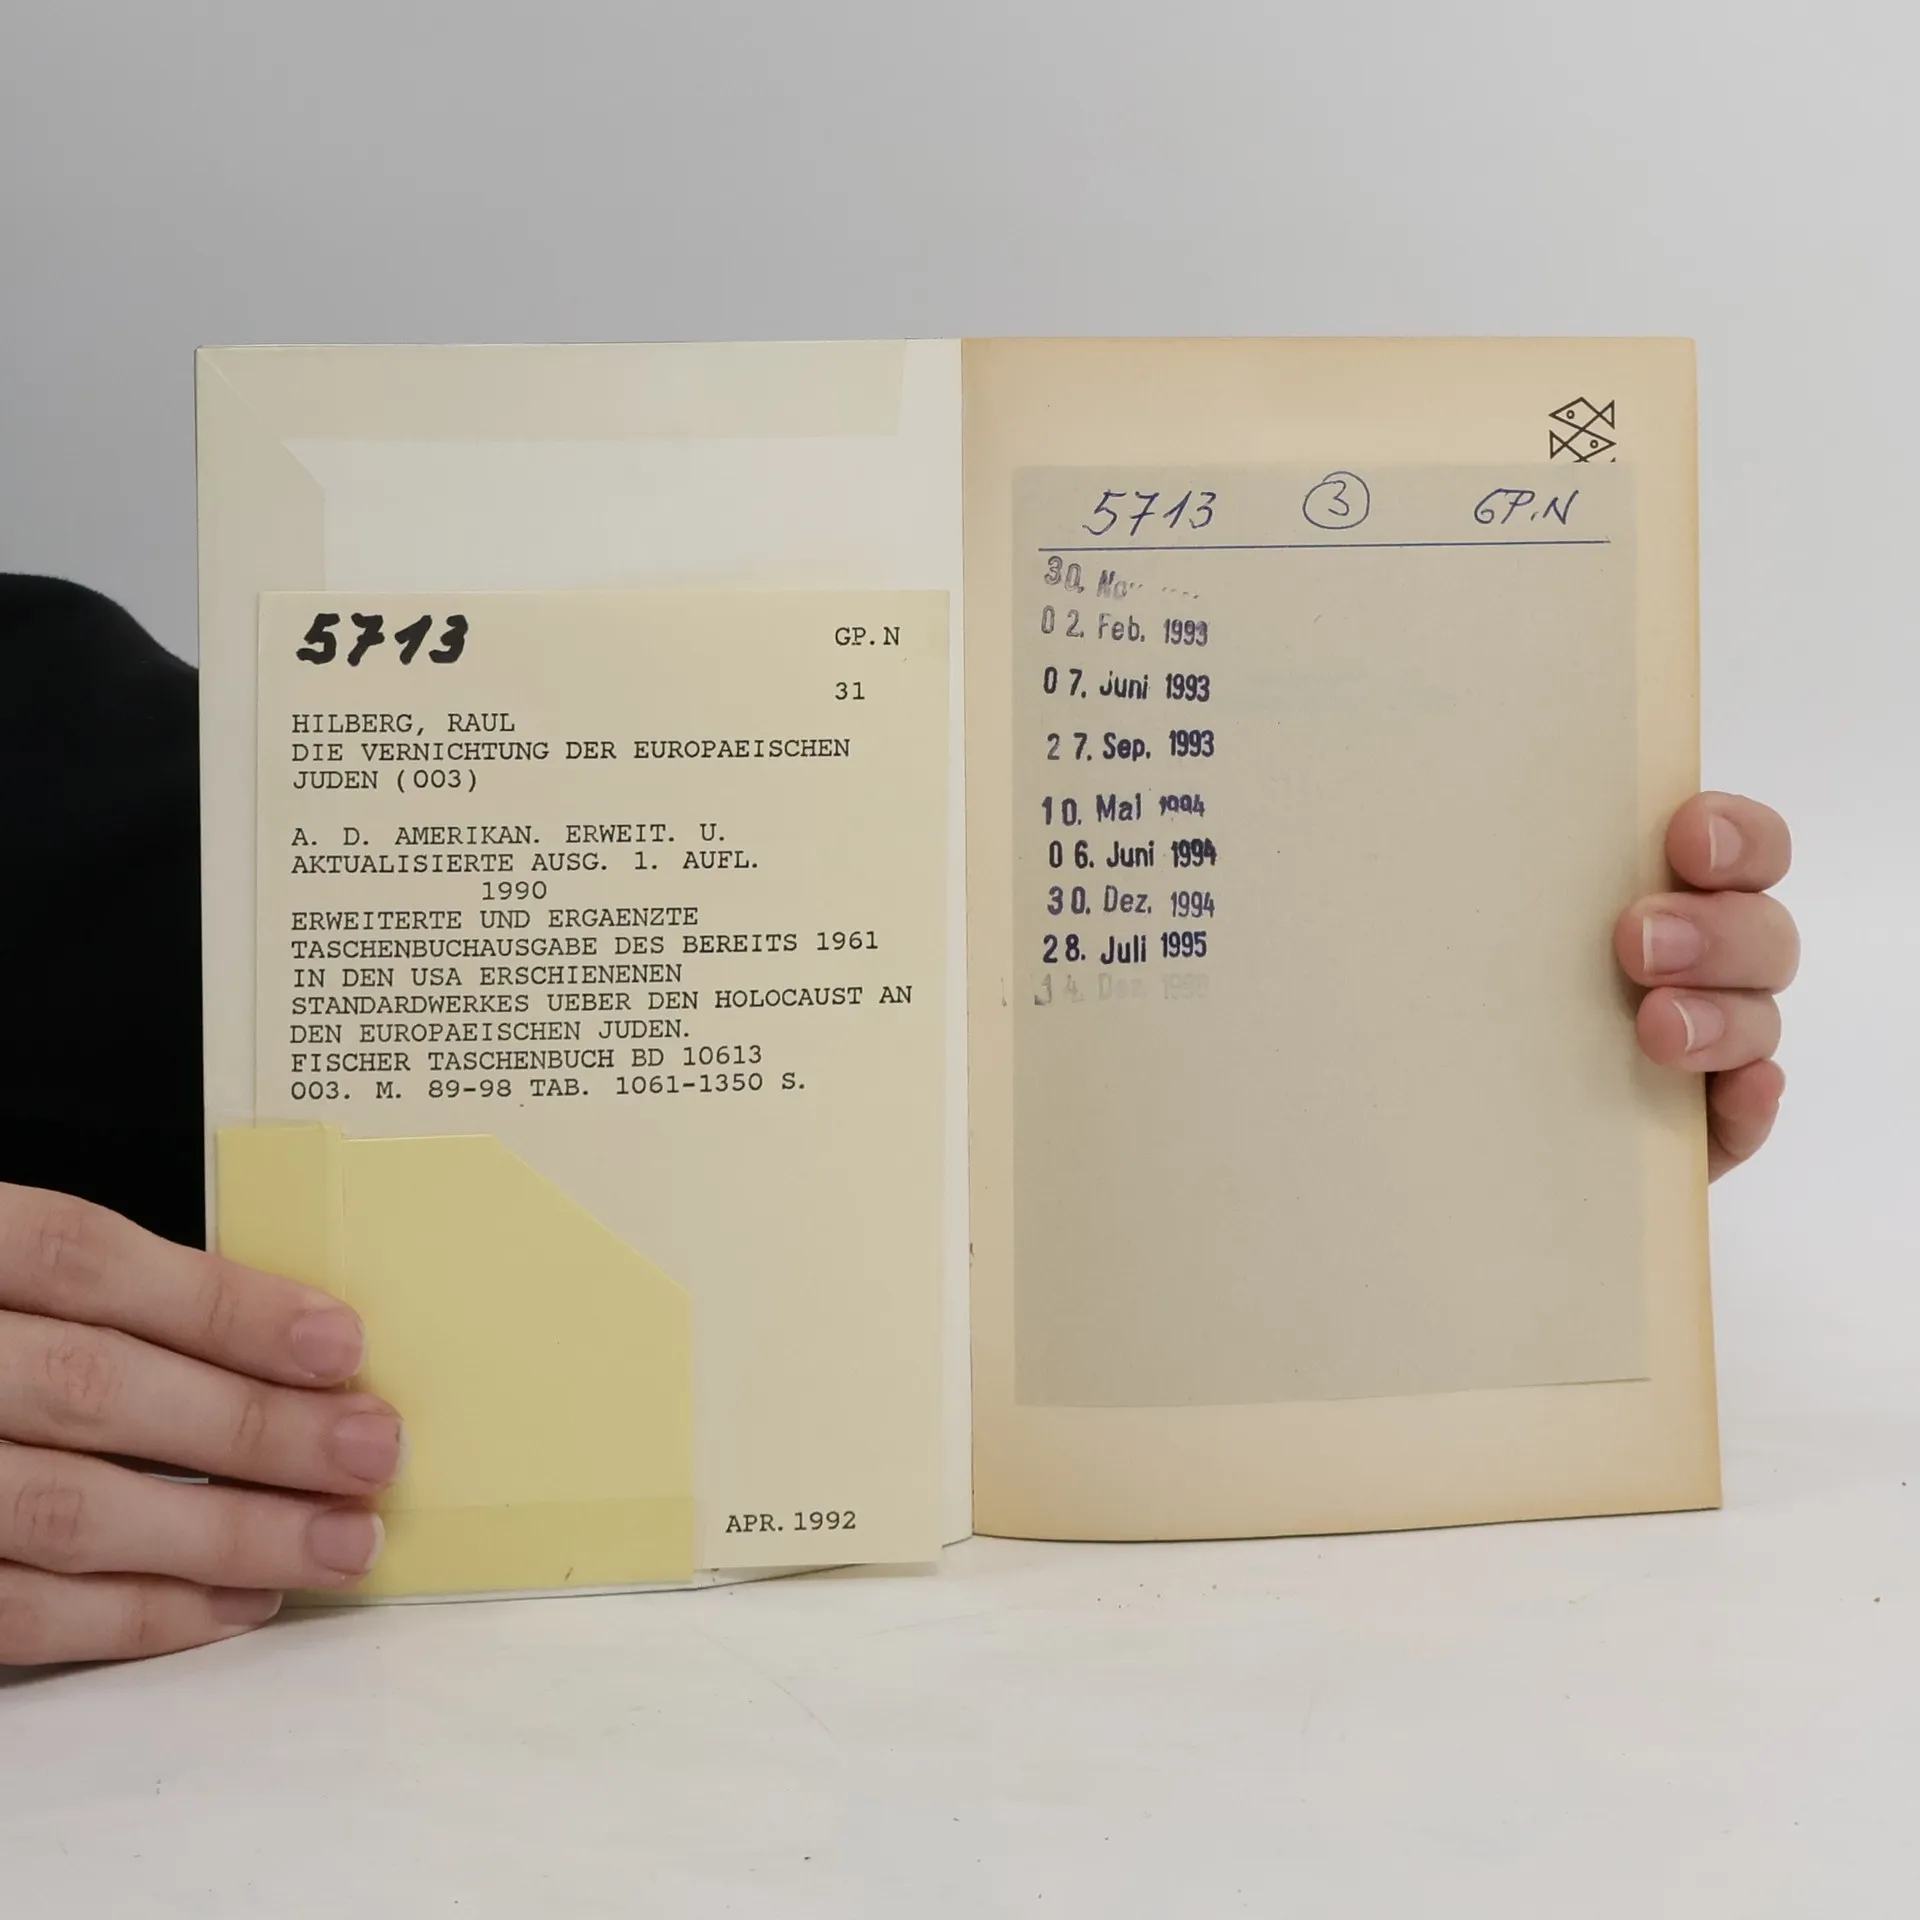 5713
GP.N
31
HILBERG, RAUL
DIE VERNICHTUNG DER EUROPAEISCHEN
JUDEN (003)
A. D. AMERIKAN. ERWEIT. U.
AKTUALISIERTE AUSG. 1. AUFL.
1990
ERWEITERTE UND ERGAENZTE
TASCHENBUCHAUSGABE DES BEREITS 1961
IN DEN USA ERSCHIENENEN
STANDARDWERKES UEBER DEN HOLOCAUST AN
DEN EUROPAEISCHEN JUDEN.
FISCHER TASCHENBUCH BD 10613
003. M. 89-98 TAB. 1061-1350 S.
APR. 1992
5713 3 GP.N
30.
02. Feb. 1993
07. Juni 1993
27. Sep. 1993
10. Mai 1994
06. Juni 1994
30. Dez. 1994
28. Juli 1995
Dez.